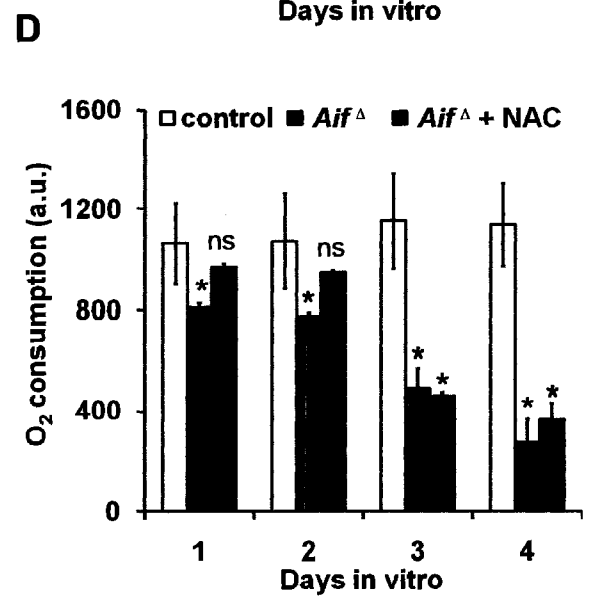 Days in vitro
D
1600
control Aif Δ Aif Δ + NAC
1200
800
400
0
O2 consumption (a.u.)
ns
*
ns
*
*
*
*
*
1 2 3 4
Days in vitro